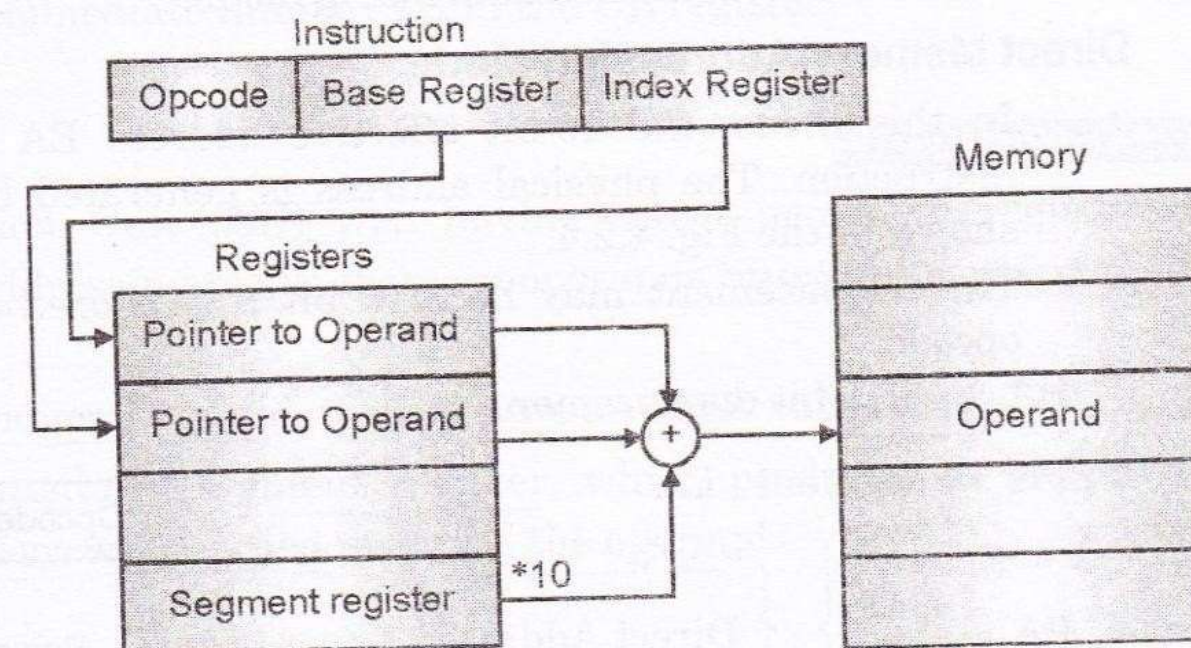 Instruction
Opcode Base Register Index Register
Memory
Registers
Pointer to Operand
Pointer to Operand
+
Operand
*10
Segment register